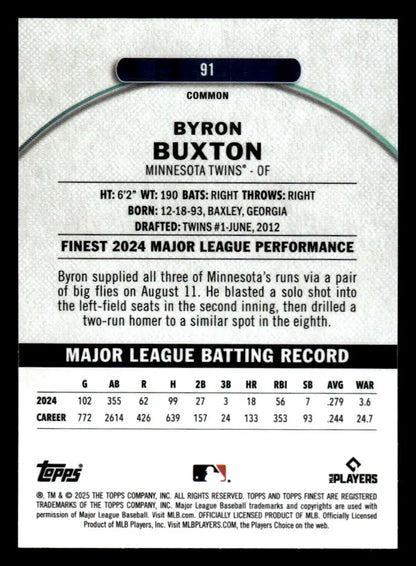 91
COMMON
BYRON
BUXTON
MINNESOTA TWINS® - OF
HT: 6'2" WT: 190 BATS: RIGHT THROWS: RIGHT
BORN: 12-18-93, BAXLEY, GEORGIA
DRAFTED: TWINS #1-JUNE, 2012
FINEST 2024 MAJOR LEAGUE PERFORMANCE
Byron supplied all three of Minnesota's runs via a pair
of big flies on August 11. He blasted a solo shot into
the left-field seats in the second inning, then drilled a
two-run homer to a similar spot in the eighth.
MAJOR LEAGUE BATTING RECORD
G AB R H 2B 3B HR RBI SB AVG WAR
2024 102 355 62 99 27 3 18 56 7 .279 3.6
CAREER 772 2614 426 639 157 24 133 353 93 .244 24.7
topps
MLB PLAYERS
®, TM & © 2025 THE TOPPS COMPANY, INC. ALL RIGHTS RESERVED. TOPPS AND TOPPS FINEST ARE REGISTERED
TRADEMARKS OF THE TOPPS COMPANY, INC. Major League Baseball trademarks and copyrights are used with
permission of Major League Baseball. Visit MLB.com. OFFICIALLY LICENSED PRODUCT OF MLB. Officially Licensed
Product of MLB Players, Inc. Visit MLBPLAYERS.COM, the Players Choice on the web.